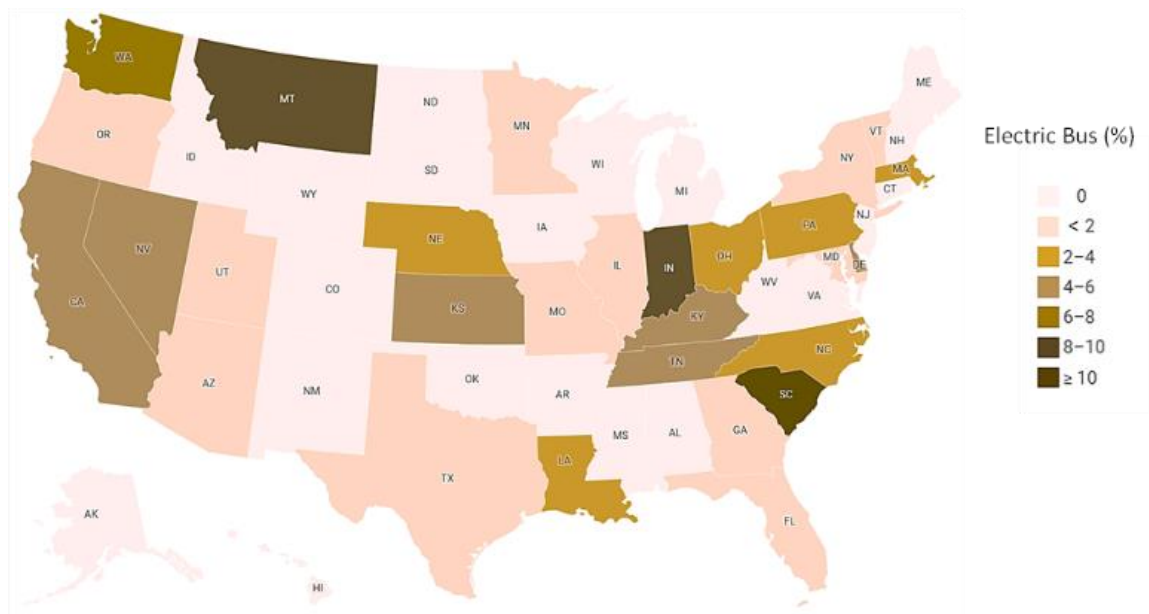 WA
MT
ND
MN
ME
OR
ID
SD
WI
VT
NH
NY
MA
WY
MI
CT
NV
NE
IA
PA
NJ
UT
CO
IL
IN
OH
MD
DE
CA
KS
MO
WV
VA
KY
AZ
NM
OK
AR
TN
NC
MS
AL
GA
SC
TX
LA
FL
AK
HI
Electric Bus (%)
0
< 2
2–4
4–6
6–8
8–10
≥ 10